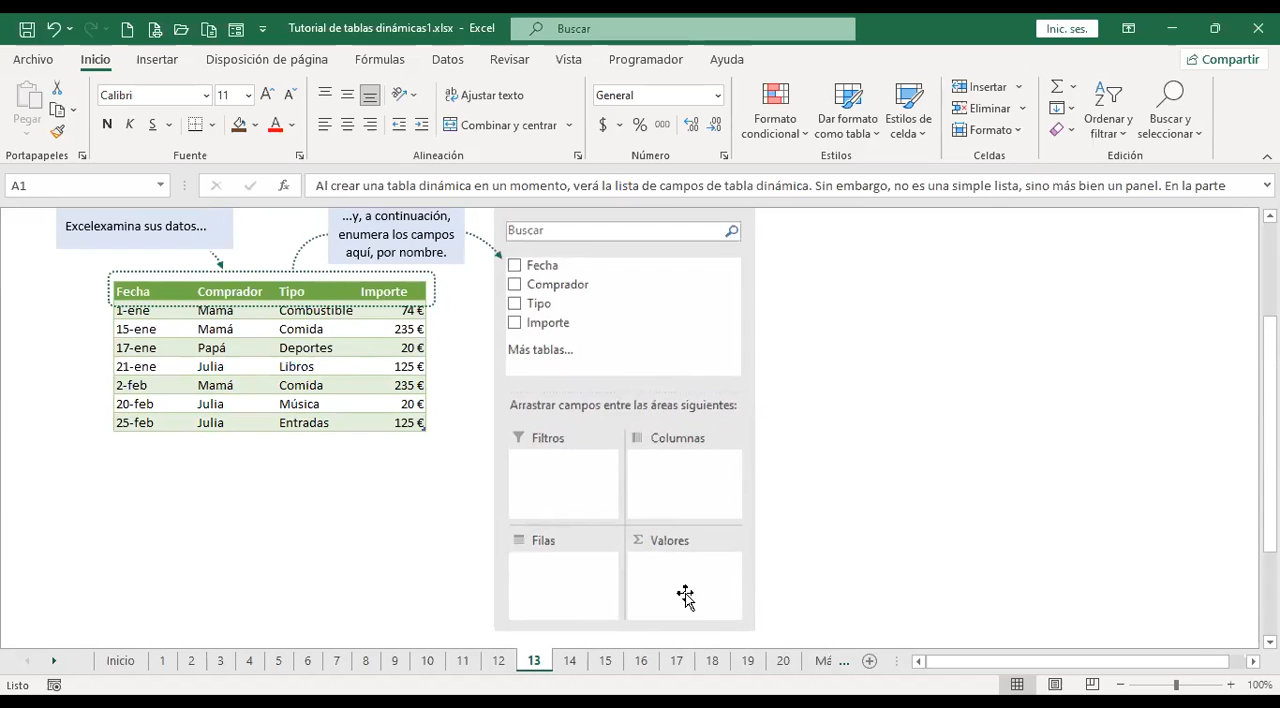 Tutorial de tablas dinámicas1.xlsx - Excel
Buscar
Inic. ses.
Archivo Inicio Insertar Disposición de página Fórmulas Datos Revisar Vista Programador Ayuda
Compartir
Pegar
Calibri 11
N K S
Ajustar texto
Combinar y centrar
General
$ % 000
Formato condicional
Dar formato como tabla
Estilos de celda
Insertar
Eliminar
Formato
Ordenar y filtrar
Buscar y seleccionar
Portapapeles Fuente Alineación Número Estilos Celdas Edición
A1
Al crear una tabla dinámica en un momento, verá la lista de campos de tabla dinámica. Sin embargo, no es una simple lista, sino más bien un panel. En la parte
Excelexamina sus datos...
...y, a continuación,
enumera los campos
aquí, por nombre.
Fecha Comprador Tipo Importe
1-ene Mamá Combustible 74 €
15-ene Mamá Comida 235 €
17-ene Papá Deportes 20 €
21-ene Julia Libros 125 €
2-feb Mamá Comida 235 €
20-feb Julia Música 20 €
25-feb Julia Entradas 125 €
Buscar
Fecha
Comprador
Tipo
Importe
Más tablas...
Arrastrar campos entre las áreas siguientes:
Filtros Columnas
Filas Valores
Inicio 1 2 3 4 5 6 7 8 9 10 11 12 13 14 15 16 17 18 19 20 Má ...
Listo
100%